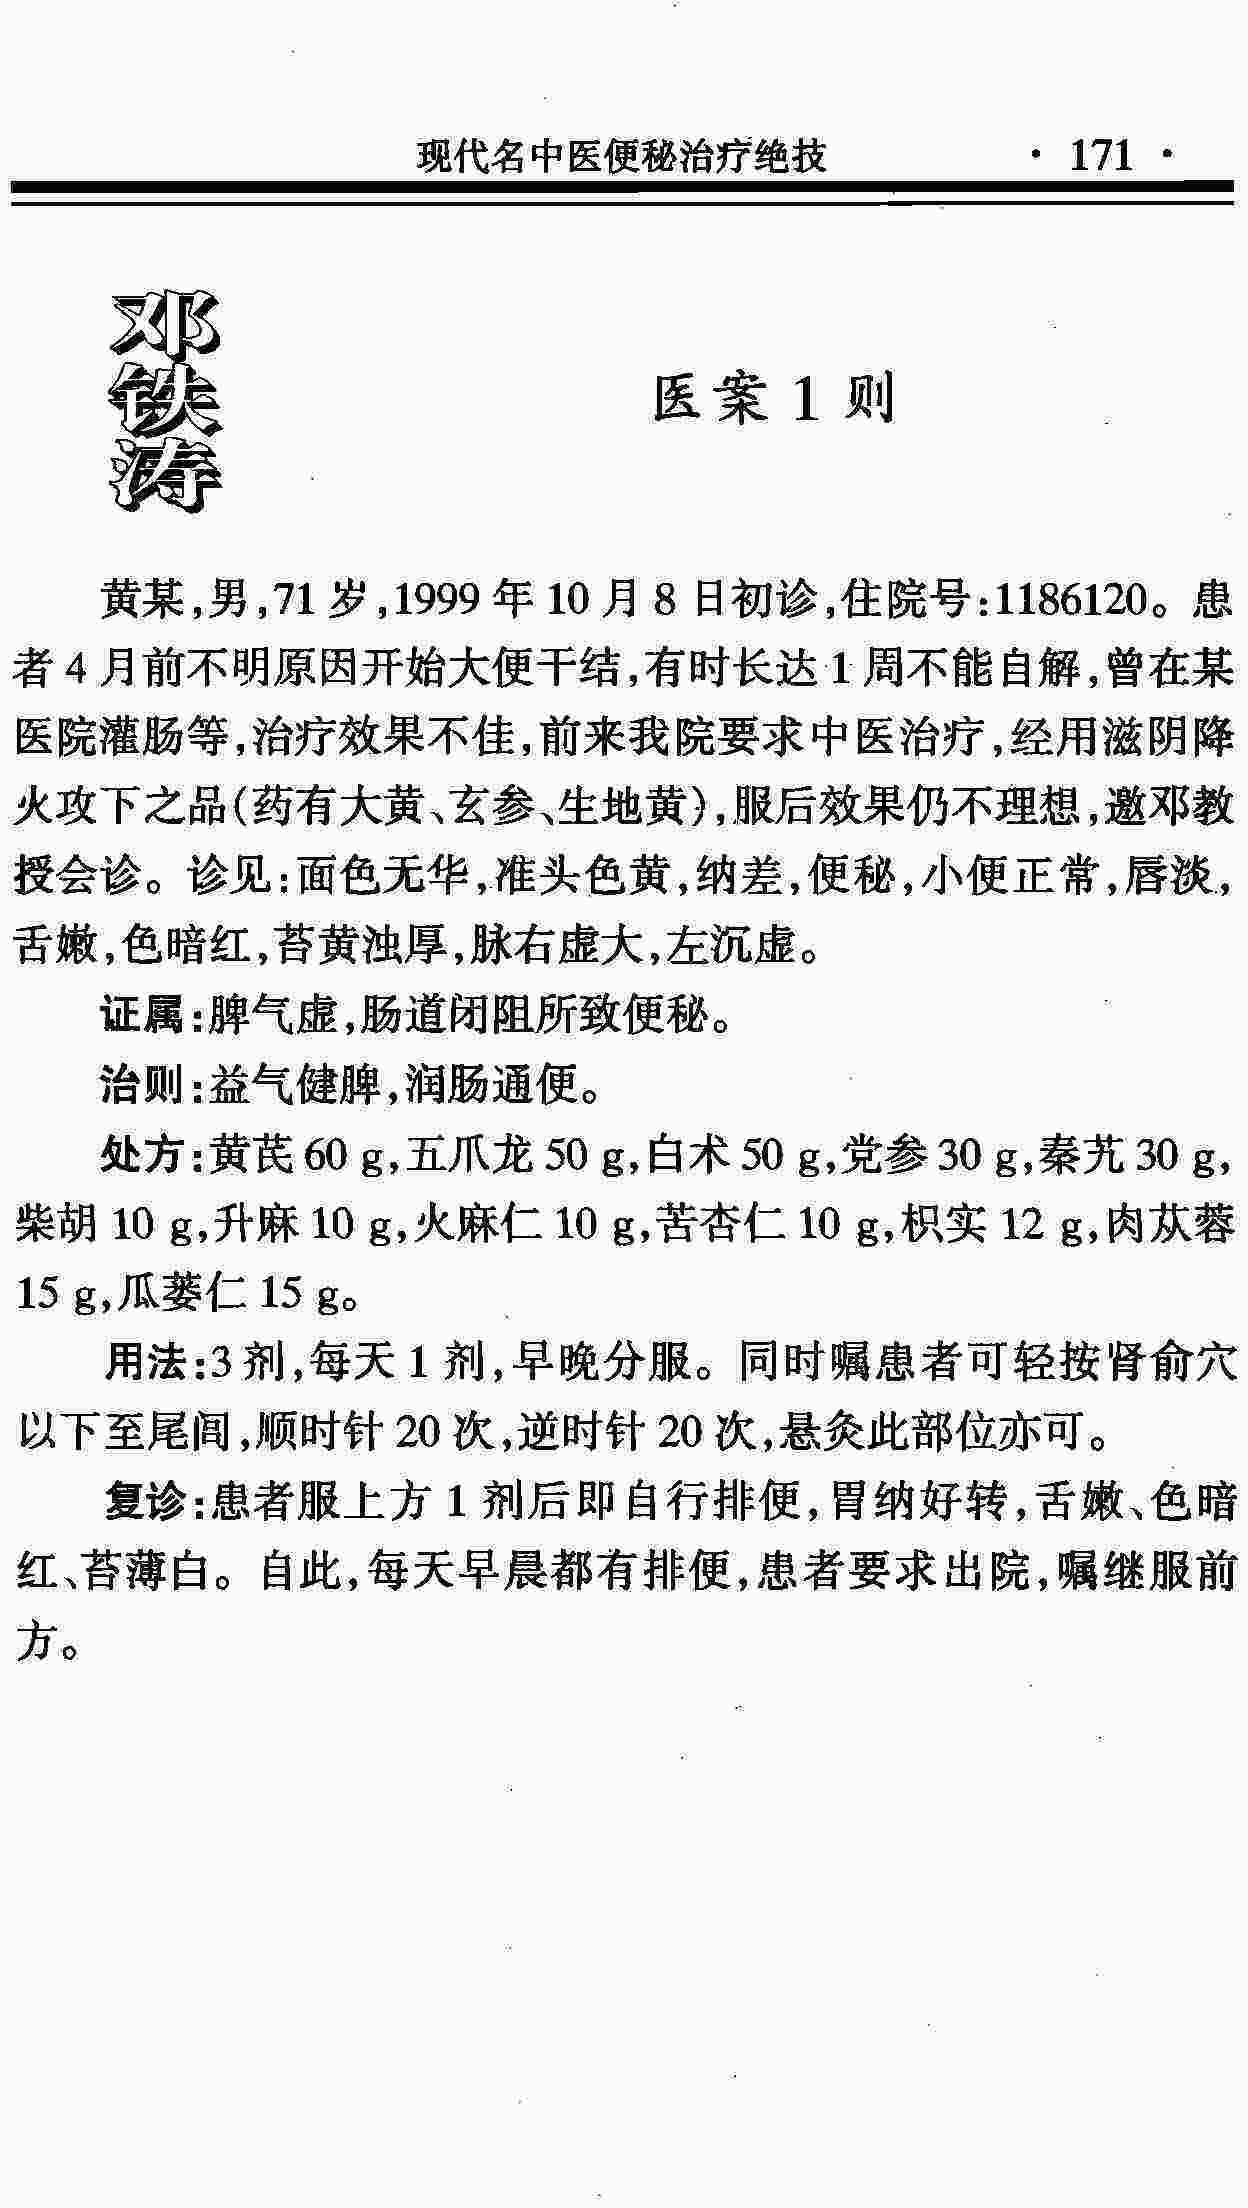 现代名中医便秘治疗绝技 · 171 ·
邓铁涛
医案 1 则
黄某,男,71 岁,1999 年 10 月 8 日初诊,住院号:1186120。患
者 4 月前不明原因开始大便干结,有时长达 1 周不能自解,曾在某
医院灌肠等,治疗效果不佳,前来我院要求中医治疗,经用滋阴降
火攻下之品(药有大黄、玄参、生地黄),服后效果仍不理想,邀邓教
授会诊。诊见:面色无华,准头色黄,纳差,便秘,小便正常,唇淡,
舌嫩,色暗红,苔黄浊厚,脉右虚大,左沉虚。
证属:脾气虚,肠道闭阻所致便秘。
治则:益气健脾,润肠通便。
处方:黄芪 60 g,五爪龙 50 g,白术 50 g,党参 30 g,秦艽 30 g,
柴胡 10 g,升麻 10 g,火麻仁 10 g,苦杏仁 10 g,枳实 12 g,肉苁蓉
15 g,瓜蒌仁 15 g。
用法:3 剂,每天 1 剂,早晚分服。同时嘱患者可轻按肾俞穴
以下至尾闾,顺时针 20 次,逆时针 20 次,悬灸此部位亦可。
复诊:患者服上方 1 剂后即自行排便,胃纳好转,舌嫩、色暗
红、苔薄白。自此,每天早晨都有排便,患者要求出院,嘱继服前
方。